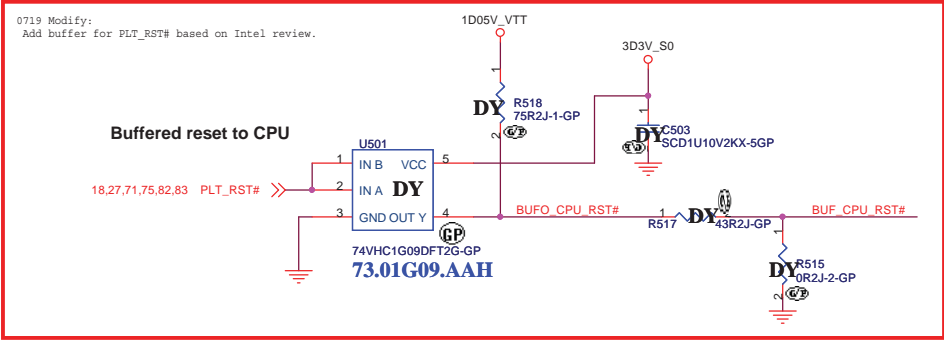 0719 Modify:
Add buffer for PLT_RST# based on Intel review.
1D05V_VTT
3D3V_S0
1
DY
R518
75R2J-1-GP
2
Buffered reset to CPU
1
DY
C503
SCD1U10V2KX-5GP
U501
1 IN B VCC 5
18,27,71,75,82,83 PLT_RST#
2 IN A DY
3 GND OUT Y 4
BUFO_CPU_RST#
1
R517
DY
43R2J-GP
BUF_CPU_RST#
GP
74VHC1G09DFT2G-GP
73.01G09.AAH
1
DY
R515
0R2J-2-GP
2